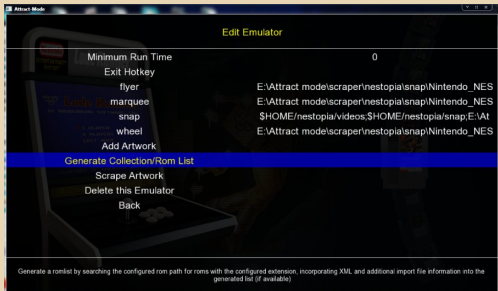 Attract-Mode
Edit Emulator
Minimum Run Time 0
Exit Hotkey
flyer E:\Attract mode\scraper\nestopia\snap\Nintendo_NES
marquee E:\Attract mode\scraper\nestopia\snap\Nintendo_NES
snap $HOME/nestopia/videos;$HOME/nestopia/snap;E:\At
wheel E:\Attract mode\scraper\nestopia\snap\Nintendo_NES
Add Artwork
Generate Collection/Rom List
Scrape Artwork
Delete this Emulator
Back
Generate a romlist by searching the configured rom path for roms with the configured extension, incorporating XML and additional import file information into the
generated list (if available)